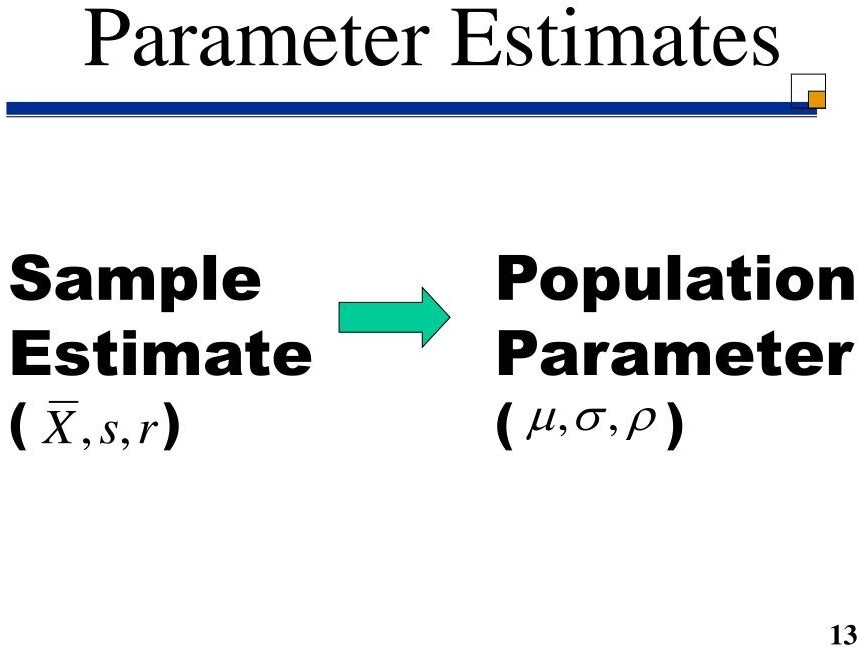 Parameter Estimates
Sample
Estimate
( X̅, s, r)
Population
Parameter
( μ, σ, ρ )
13